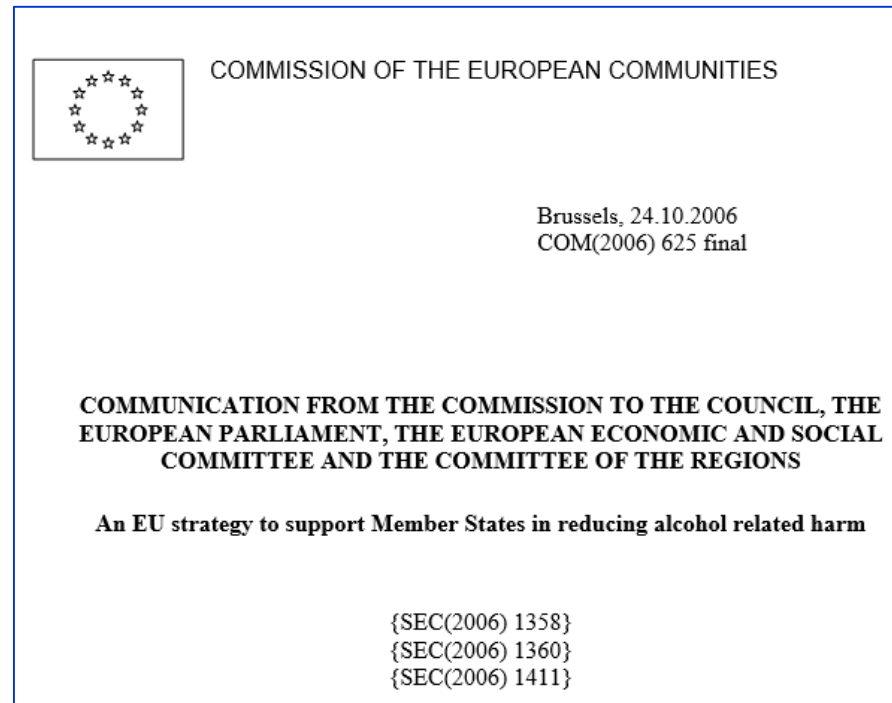 COMMISSION OF THE EUROPEAN COMMUNITIES
Brussels, 24.10.2006
COM(2006) 625 final
COMMUNICATION FROM THE COMMISSION TO THE COUNCIL, THE
EUROPEAN PARLIAMENT, THE EUROPEAN ECONOMIC AND SOCIAL
COMMITTEE AND THE COMMITTEE OF THE REGIONS
An EU strategy to support Member States in reducing alcohol related harm
{SEC(2006) 1358}
{SEC(2006) 1360}
{SEC(2006) 1411}